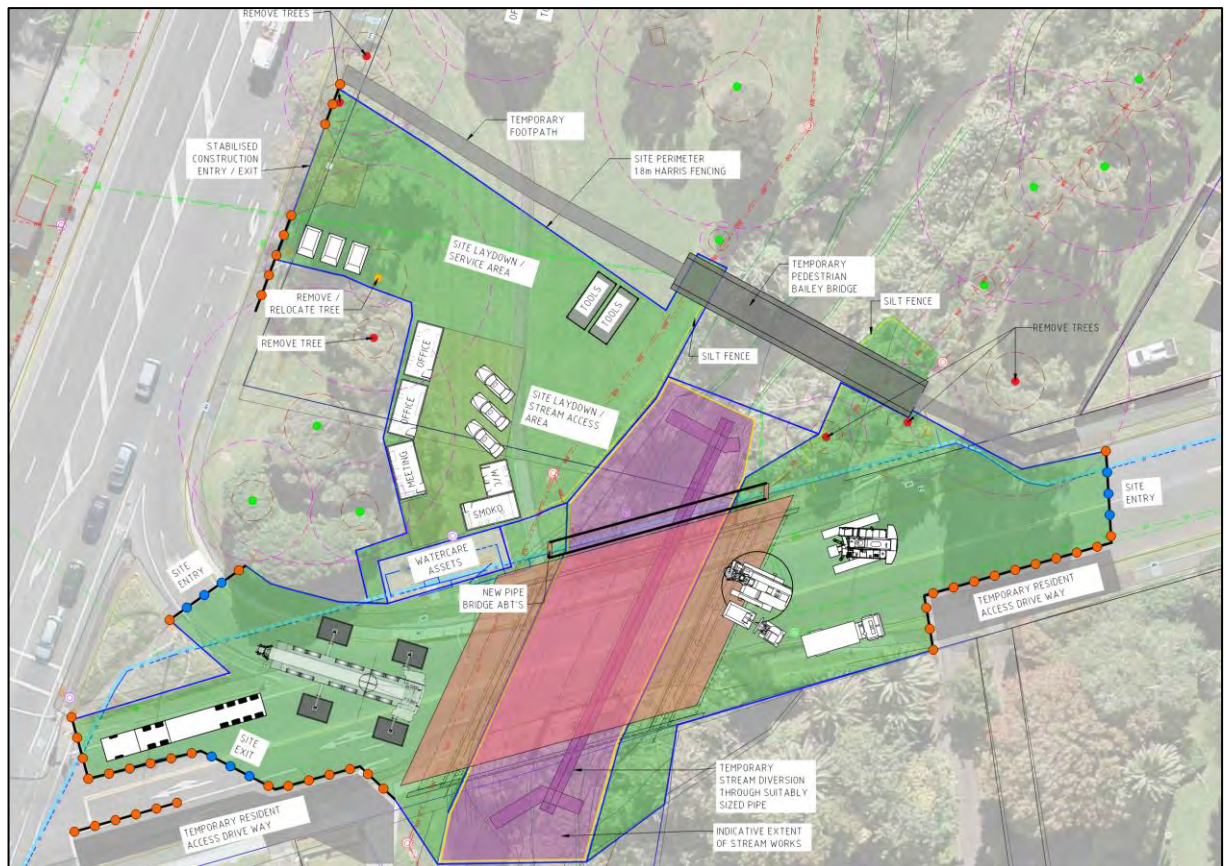 REMOVE TREES
TEMPORARY
FOOTPATH
STABILISED
CONSTRUCTION
ENTRY / EXIT
SITE PERIMETER
1.8m HARRIS FENCING
SITE LAYDOWN /
SERVICE AREA
TEMPORARY
PEDESTRIAN
BAILEY BRIDGE
SILT FENCE
TOOLS
TOOLS
REMOVE /
RELOCATE TREE
REMOVE TREES
REMOVE TREE
OFFICE
SILT FENCE
OFFICE
SITE LAYDOWN /
STREAM ACCESS
AREA
MEETING
SMOKO
SITE
ENTRY
WATERCARE
ASSETS
SITE
ENTRY
NEW PIPE
BRIDGE ABT'S
TEMPORARY RESIDENT
ACCESS DRIVE WAY
SITE
EXIT
TEMPORARY
STREAM DIVERSION
THROUGH SUITABLY
SIZED PIPE
TEMPORARY RESIDENT
ACCESS DRIVE WAY
INDICATIVE EXTENT
OF STREAM WORKS